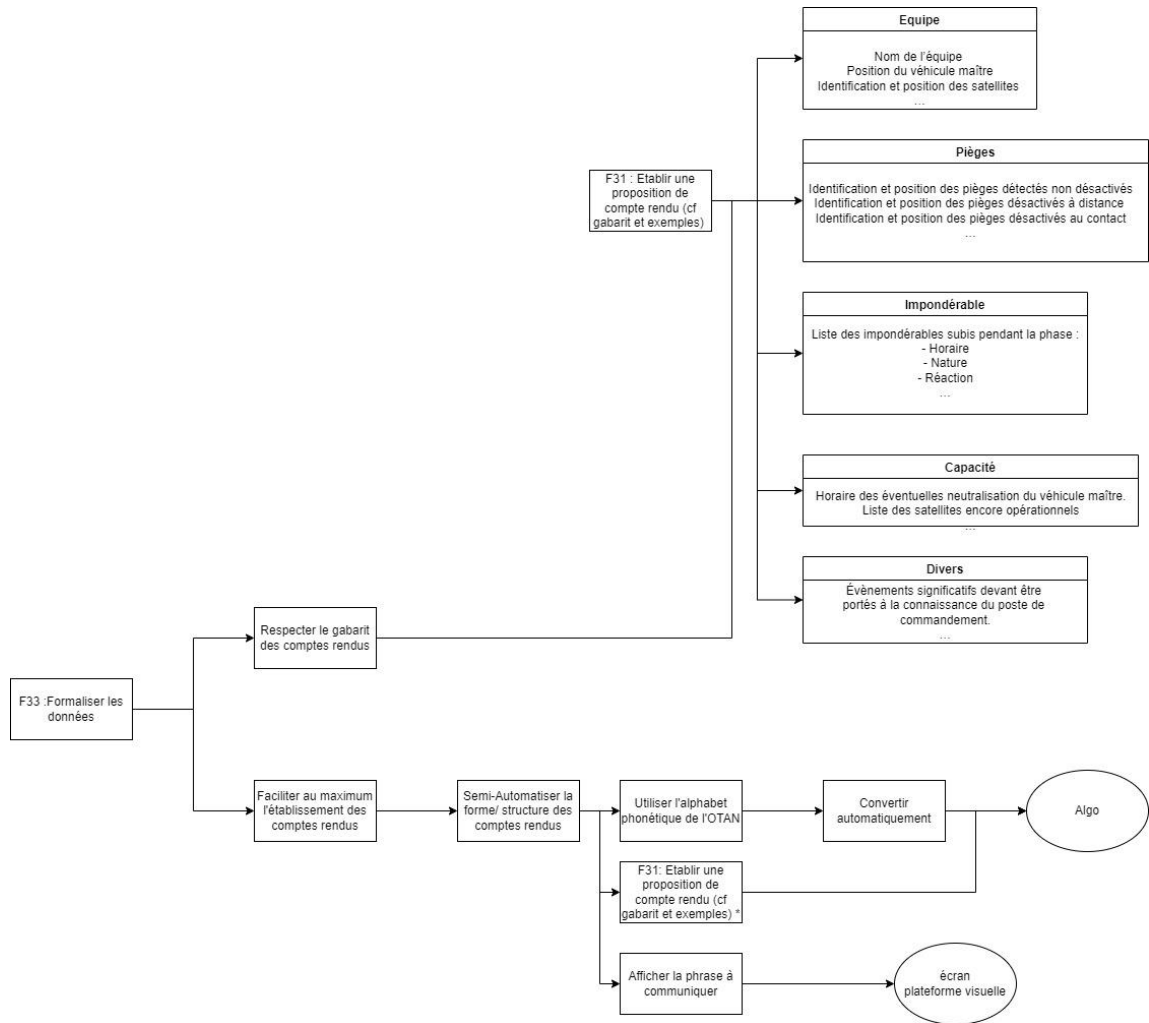 Equipe
Nom de l'équipe
Position du véhicule maître
Identification et position des satellites
...
F31 : Etablir une
proposition de
compte rendu (cf
gabarit et exemples)
Pièges
Identification et position des pièges détectés non désactivés
Identification et position des pièges désactivés à distance
Identification et position des pièges désactivés au contact
...
Impondérable
Liste des impondérables subis pendant la phase :
- Horaire
- Nature
- Réaction
...
Capacité
Horaire des éventuelles neutralisation du véhicule maître.
Liste des satellites encore opérationnels
...
Divers
Évènements significatifs devant être
portés à la connaissance du poste de
commandement.
...
Respecter le gabarit
des comptes rendus
F33 :Formaliser les
données
Faciliter au maximum
l'établissement des
comptes rendus
Semi-Automatiser la
forme/ structure des
comptes rendus
Utiliser l'alphabet
phonétique de l'OTAN
Convertir
automatiquement
Algo
F31: Etablir une
proposition de
compte rendu (cf
gabarit et exemples) *
Afficher la phrase à
communiquer
écran
plateforme visuelle